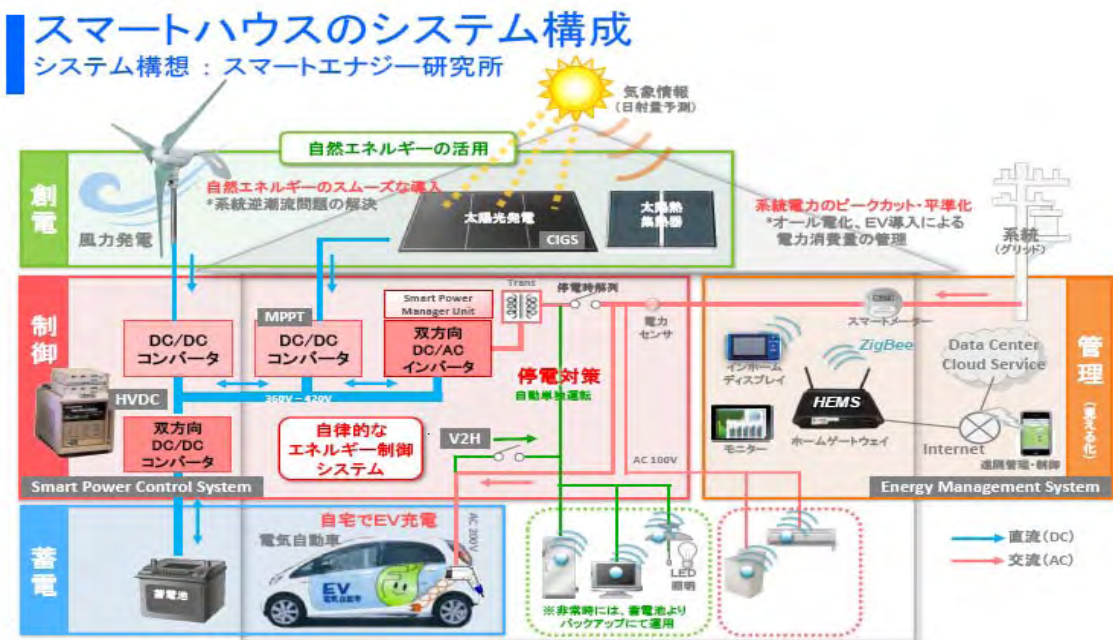 スマートハウスのシステム構成
システム構想 : スマートエナジー研究所
気象情報
(日射量予測)
自然エネルギーの活用
創電
風力発電
自然エネルギーのスムーズな導入
*系統逆潮流問題の解決
太陽光発電
CIGS
太陽熱
集熱器
系統電力のピークカット・平準化
*オール電化、EV導入による
電力消費量の管理
系統
(グリッド)
制御
DC/DC
コンバータ
MPPT
DC/DC
コンバータ
Smart Power
Manager Unit
双方向
DC/AC
インバータ
Trans
停電時解列
電力
センサ
スマートメーター
HVDC
360V－420V
双方向
DC/DC
コンバータ
自律的な
エネルギー制御
システム
停電対策
自動単独運転
V2H
AC 100V
Smart Power Control System
インホーム
ディスプレイ
モニター
ZigBee
HEMS
ホームゲートウェイ
Data Center
Cloud Service
Internet
遠隔管理・制御
管理
(見える化)
Energy Management System
蓄電
蓄電池
自宅でEV充電
電気自動車
AC 200V
EV
電気自動車
LED
照明
※非常時には、蓄電池より
バックアップにて運用
直流(DC)
交流(AC)